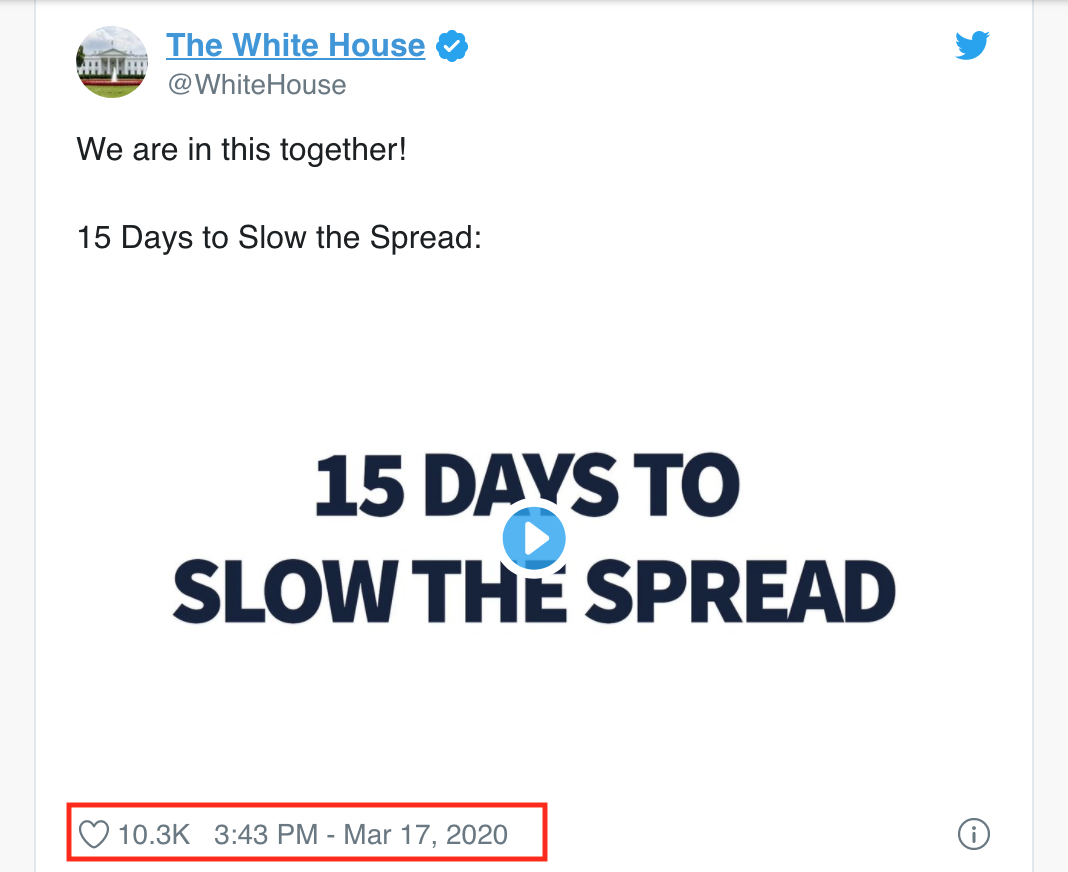 The White House
@WhiteHouse
We are in this together!
15 Days to Slow the Spread:
15 DAYS TO
SLOW THE SPREAD
10.3K 3:43 PM - Mar 17, 2020